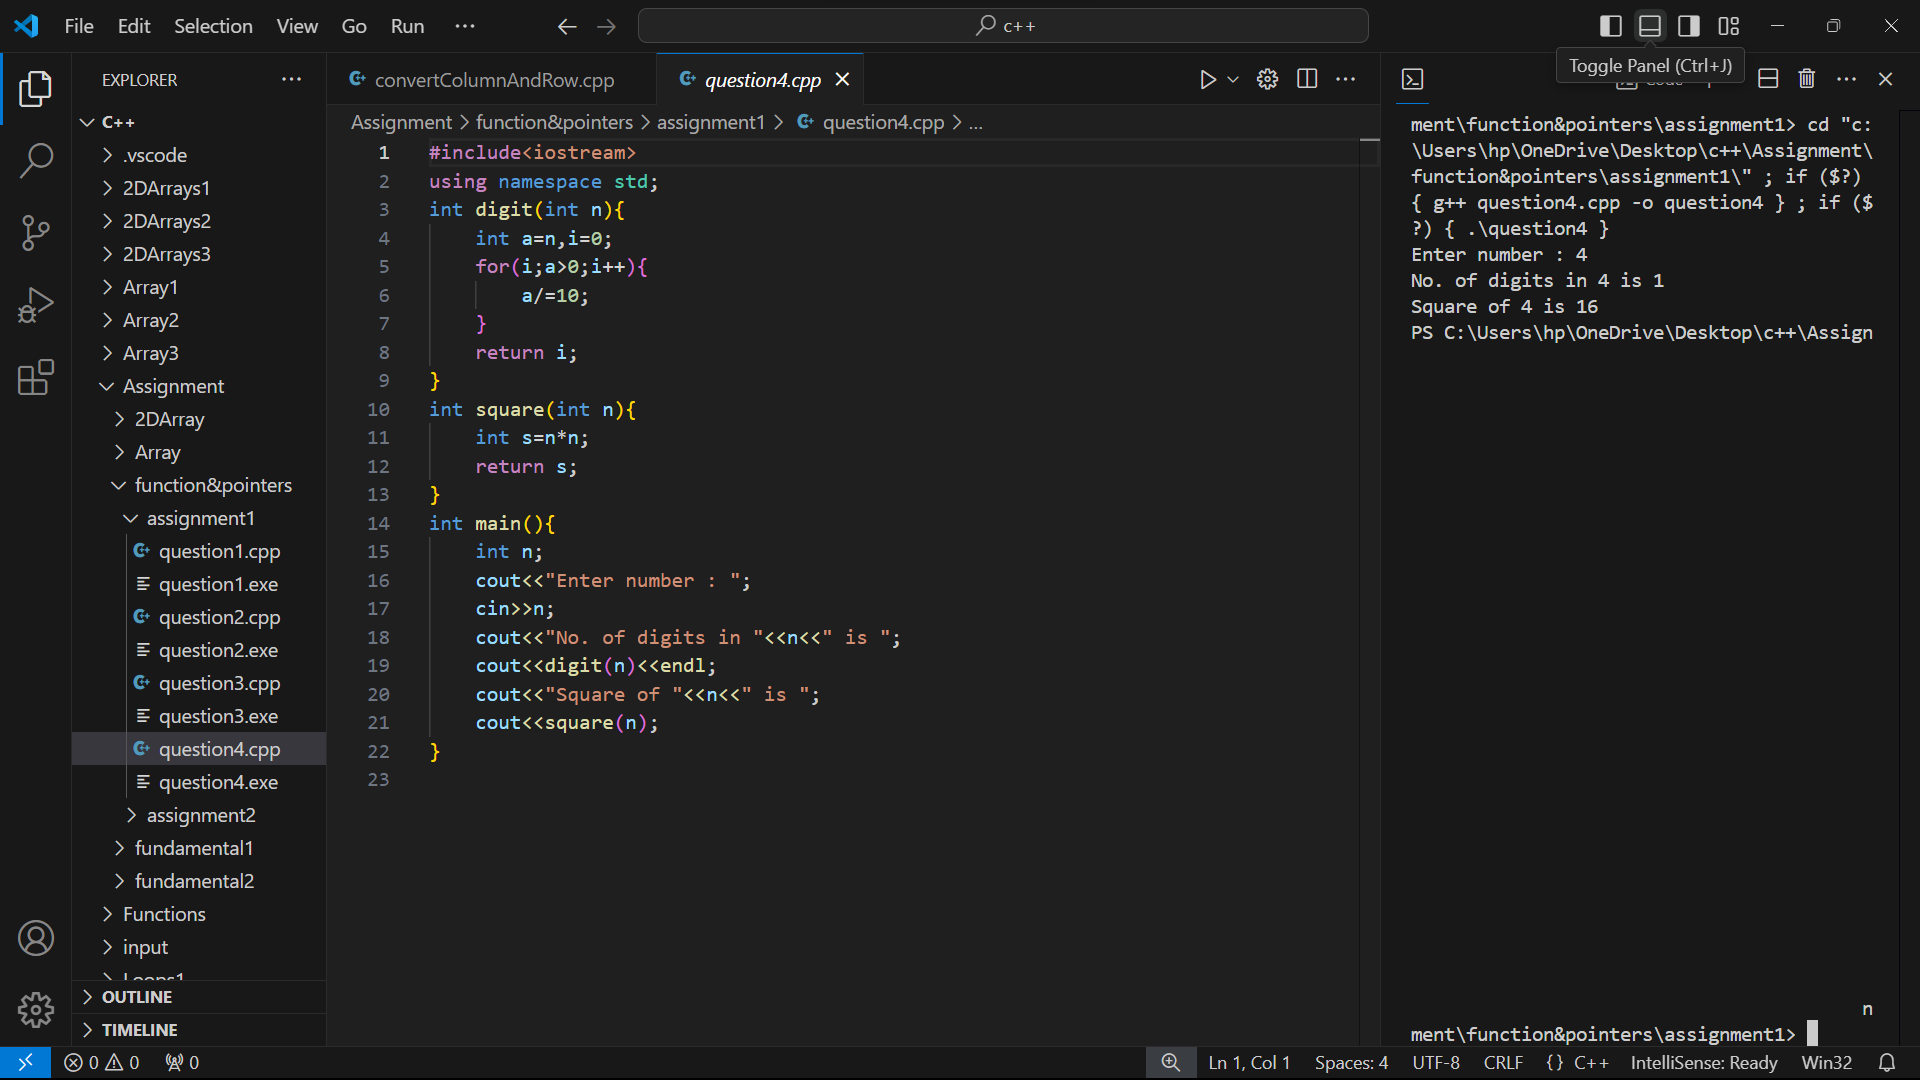 File Edit Selection View Go Run ...
c++
Toggle Panel (Ctrl+J)
EXPLORER
C++
.vscode
2DArrays1
2DArrays2
2DArrays3
Array1
Array2
Array3
Assignment
2DArray
Array
function&pointers
assignment1
question1.cpp
question1.exe
question2.cpp
question2.exe
question3.cpp
question3.exe
question4.cpp
question4.exe
assignment2
fundamental1
fundamental2
Functions
input
Loops1
OUTLINE
TIMELINE
convertColumnAndRow.cpp question4.cpp
Assignment > function&pointers > assignment1 > question4.cpp > ...
1 #include<iostream>
2 using namespace std;
3 int digit(int n){
4     int a=n,i=0;
5     for(i;a>0;i++){
6         a/=10;
7     }
8     return i;
9 }
10 int square(int n){
11     int s=n*n;
12     return s;
13 }
14 int main(){
15     int n;
16     cout<<"Enter number : ";
17     cin>>n;
18     cout<<"No. of digits in "<<n<<" is ";
19     cout<<digit(n)<<endl;
20     cout<<"Square of "<<n<<" is ";
21     cout<<square(n);
22 }
23
ment\function&pointers\assignment1> cd "c:
\Users\hp\OneDrive\Desktop\c++\Assignment\
function&pointers\assignment1\" ; if ($?)
{ g++ question4.cpp -o question4 } ; if ($
?) { .\question4 }
Enter number : 4
No. of digits in 4 is 1
Square of 4 is 16
PS C:\Users\hp\OneDrive\Desktop\c++\Assign
n
ment\function&pointers\assignment1>
0 0 0 Ln 1, Col 1 Spaces: 4 UTF-8 CRLF {} C++ IntelliSense: Ready Win32